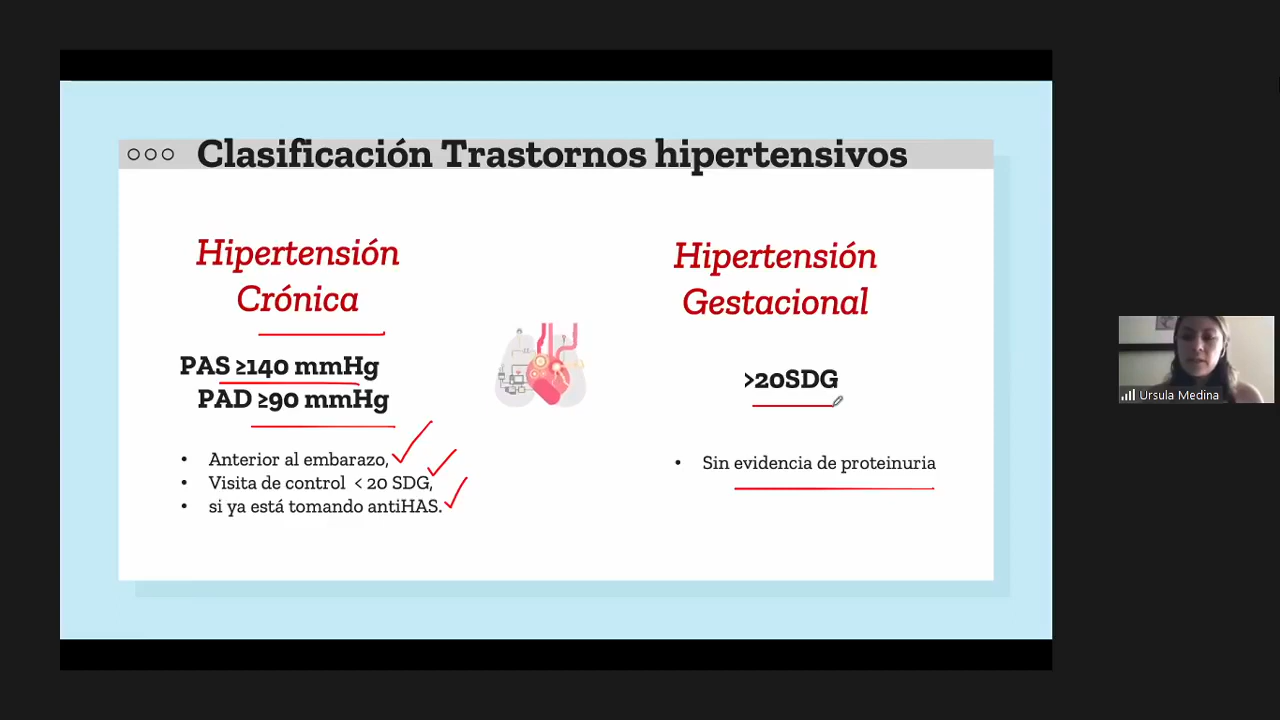 Clasificación Trastornos hipertensivos
Hipertensión
Crónica
PAS ≥140 mmHg
PAD ≥90 mmHg
• Anterior al embarazo,
• Visita de control < 20 SDG,
• si ya está tomando antiHAS.
Hipertensión
Gestacional
>20SDG
• Sin evidencia de proteinuria
Ursula Medina